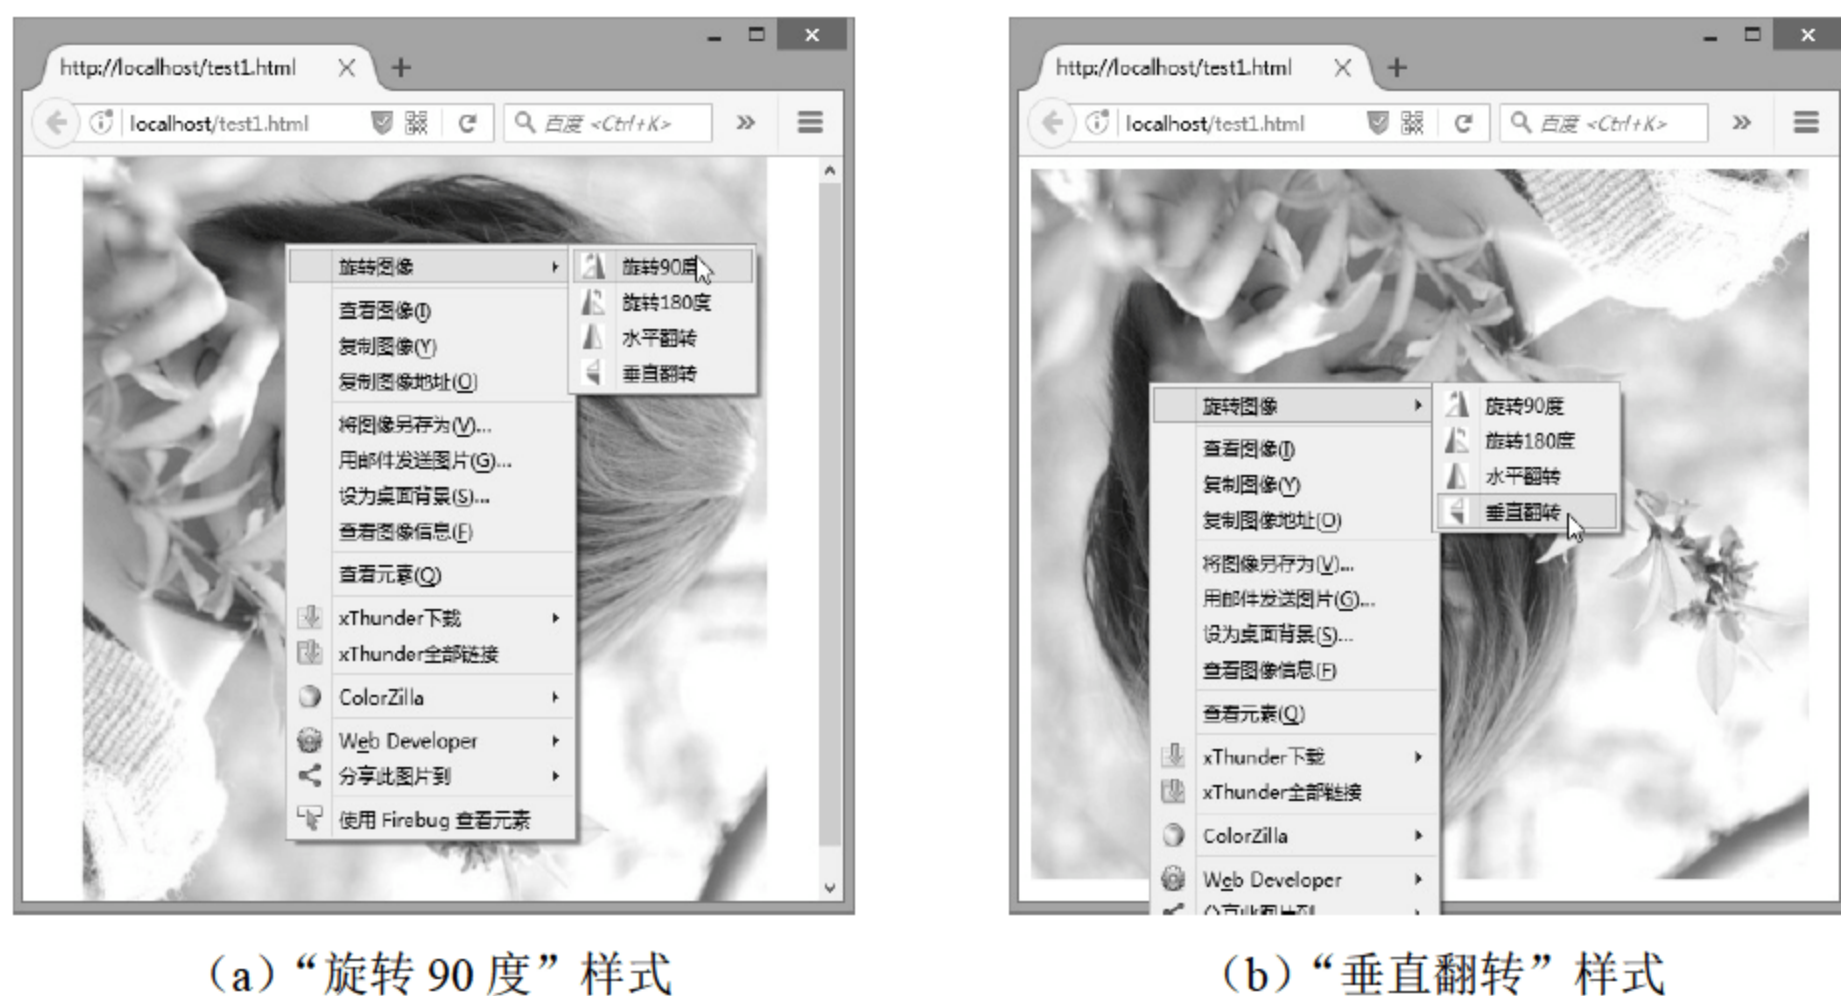 http://localhost/test1.html
localhost/test1.html
百度 <Ctrl+K>
旋转图像
旋转90度
旋转180度
水平翻转
垂直翻转
查看图像(I)
复制图像(Y)
复制图像地址(O)
将图像另存为(V)...
用邮件发送图片(G)...
设为桌面背景(S)...
查看图像信息(F)
查看元素(Q)
xThunder下载
xThunder全部链接
ColorZilla
Web Developer
分享此图片到
使用 Firebug 查看元素
(a)“旋转 90 度”样式
http://localhost/test1.html
localhost/test1.html
百度 <Ctrl+K>
旋转图像
旋转90度
旋转180度
水平翻转
垂直翻转
查看图像(I)
复制图像(Y)
复制图像地址(O)
将图像另存为(V)...
用邮件发送图片(G)...
设为桌面背景(S)...
查看图像信息(F)
查看元素(Q)
xThunder下载
xThunder全部链接
ColorZilla
Web Developer
(b)“垂直翻转”样式